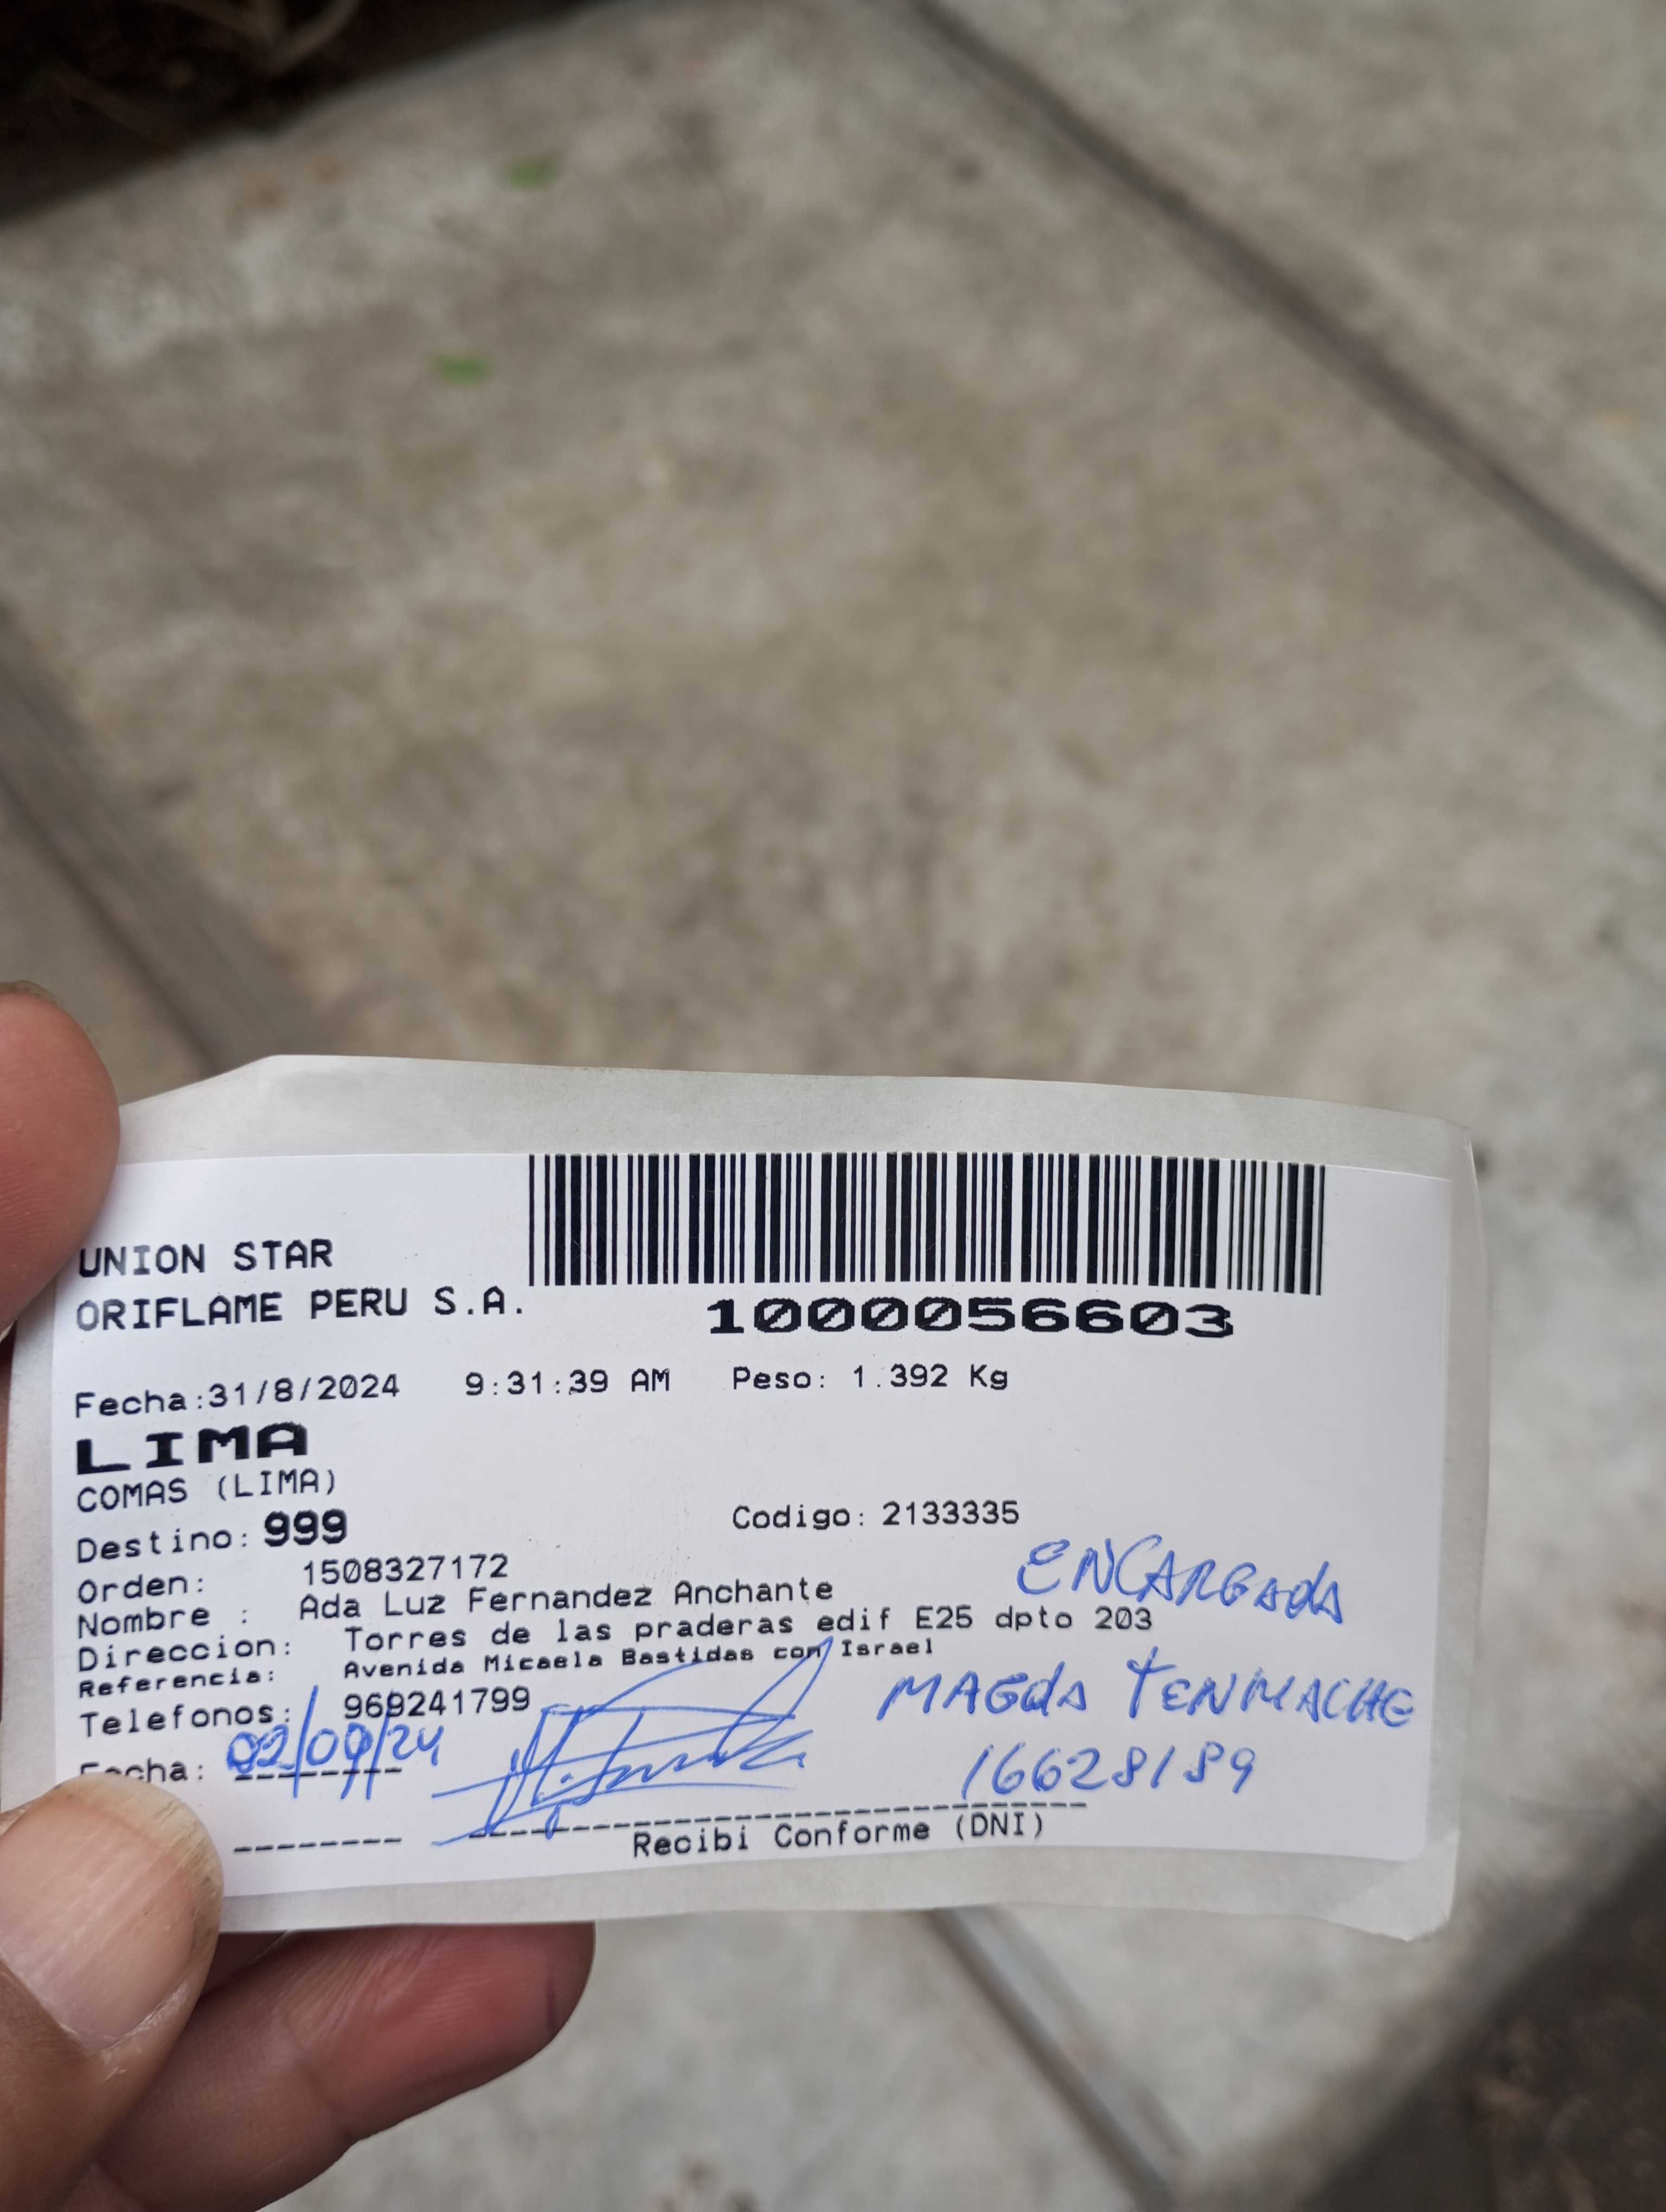 UNION STAR
ORIFLAME PERU S.A.
1000056603
Fecha:31/8/2024 9:31:39 AM Peso: 1.392 Kg
LIMA
COMAS (LIMA)
Destino: 999 Codigo: 2133335
Orden: 1508327172
ENCARGADA
Nombre : Ada Luz Fernandez Anchante
Direccion: Torres de las praderas edif E25 dpto 203
Referencia: Avenida Micaela Bastidas con Israel
Telefonos: 969241799
MAGdA TENMACHE
Fecha: 02/09/24
16628189
Recibi Conforme (DNI)